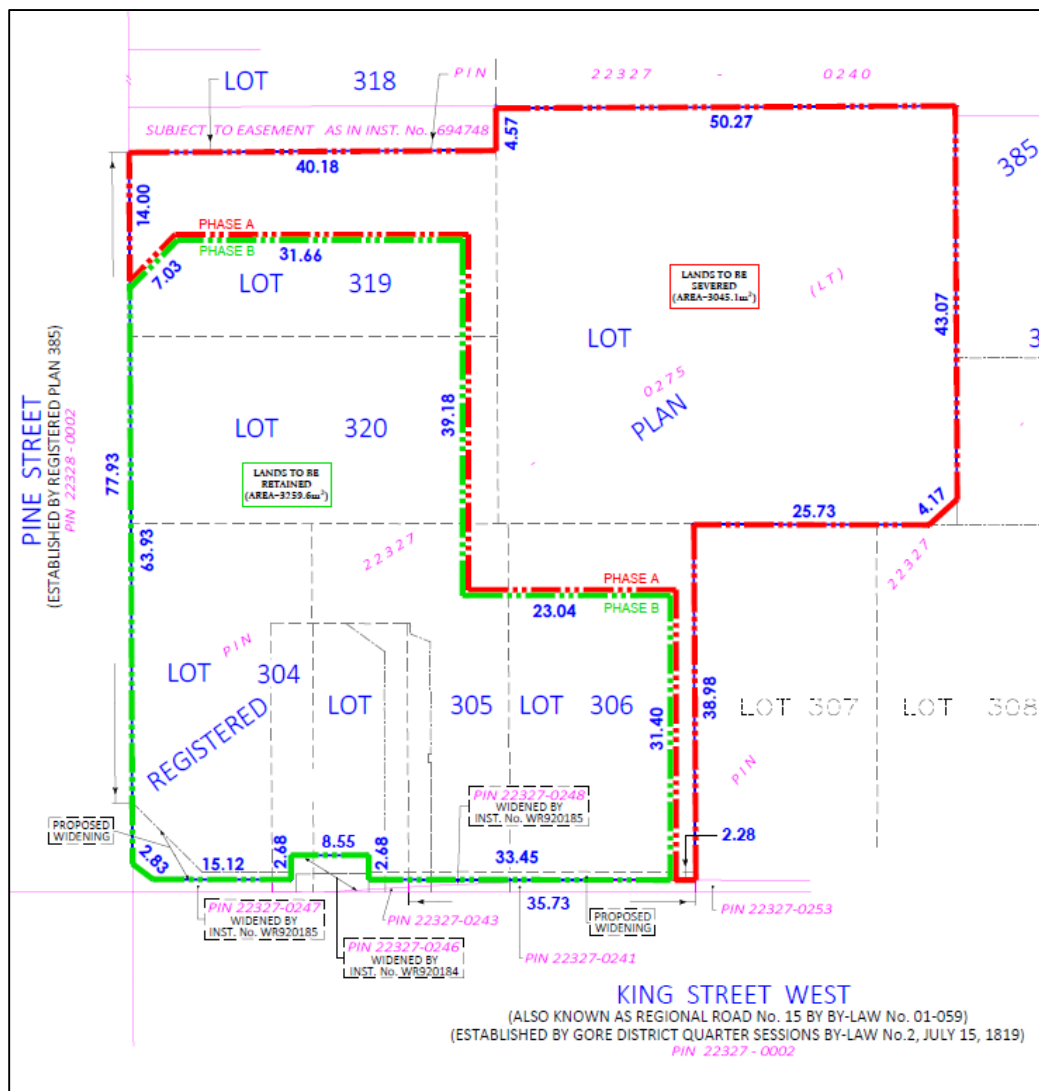 LOT 318
PIN 22327 - 0240
SUBJECT TO EASEMENT AS IN INST. No. 694748
4.57
50.27
40.18
385
14.00
PHASE A
PHASE B
31.66
7.03
LOT 319
LANDS TO BE
SEVERED
(AREA=3045.1m²)
(LT)
43.07
LOT
3
0275
PLAN
PINE STREET
(ESTABLISHED BY REGISTERED PLAN 385)
PIN 22328 - 0002
77.93
63.93
LOT 320
39.18
LANDS TO BE
RETAINED
(AREA=3259.6m²)
25.73
4.17
22327
22327
PHASE A
PHASE B
23.04
PIN
LOT 304
REGISTERED
LOT 305
LOT 306
31.40
38.98
LOT 307
LOT 308
PIN
PROPOSED
WIDENING
2.83
15.12
2.68
8.55
2.68
PIN 22327-0248
WIDENED BY
INST. No. WR920185
33.45
2.28
35.73
PIN 22327-0247
WIDENED BY
INST. No. WR920185
PIN 22327-0243
PIN 22327-0246
WIDENED BY
INST. No. WR920184
PIN 22327-0241
PROPOSED
WIDENING
PIN 22327-0253
KING STREET WEST
(ALSO KNOWN AS REGIONAL ROAD No. 15 BY BY-LAW No. 01-059)
(ESTABLISHED BY GORE DISTRICT QUARTER SESSIONS BY-LAW No.2, JULY 15, 1819)
PIN 22327 - 0002